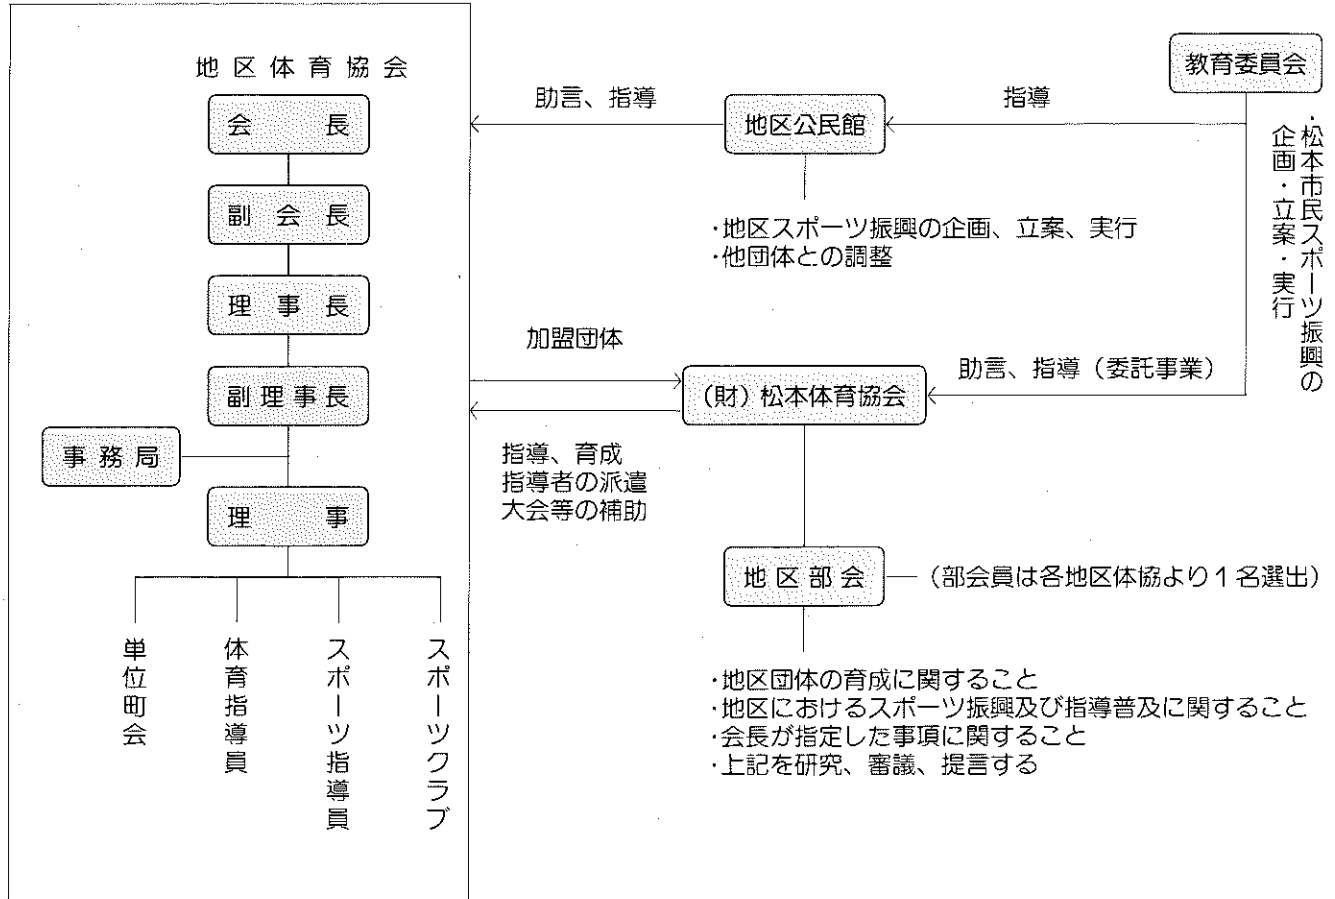 地区体育協会
会長
副会長
理事長
副理事長
事務局
理事
単位町会
体育指導員
スポーツ指導員
スポーツクラブ
助言、指導
地区公民館
指導
教育委員会
・松本市民スポーツ振興の
企画・立案・実行
・地区スポーツ振興の企画、立案、実行
・他団体との調整
加盟団体
(財)松本体育協会
助言、指導(委託事業)
指導、育成
指導者の派遣
大会等の補助
地区部会
(部会員は各地区体協より1名選出)
・地区団体の育成に関すること
・地区におけるスポーツ振興及び指導普及に関すること
・会長が指定した事項に関すること
・上記を研究、審議、提言する